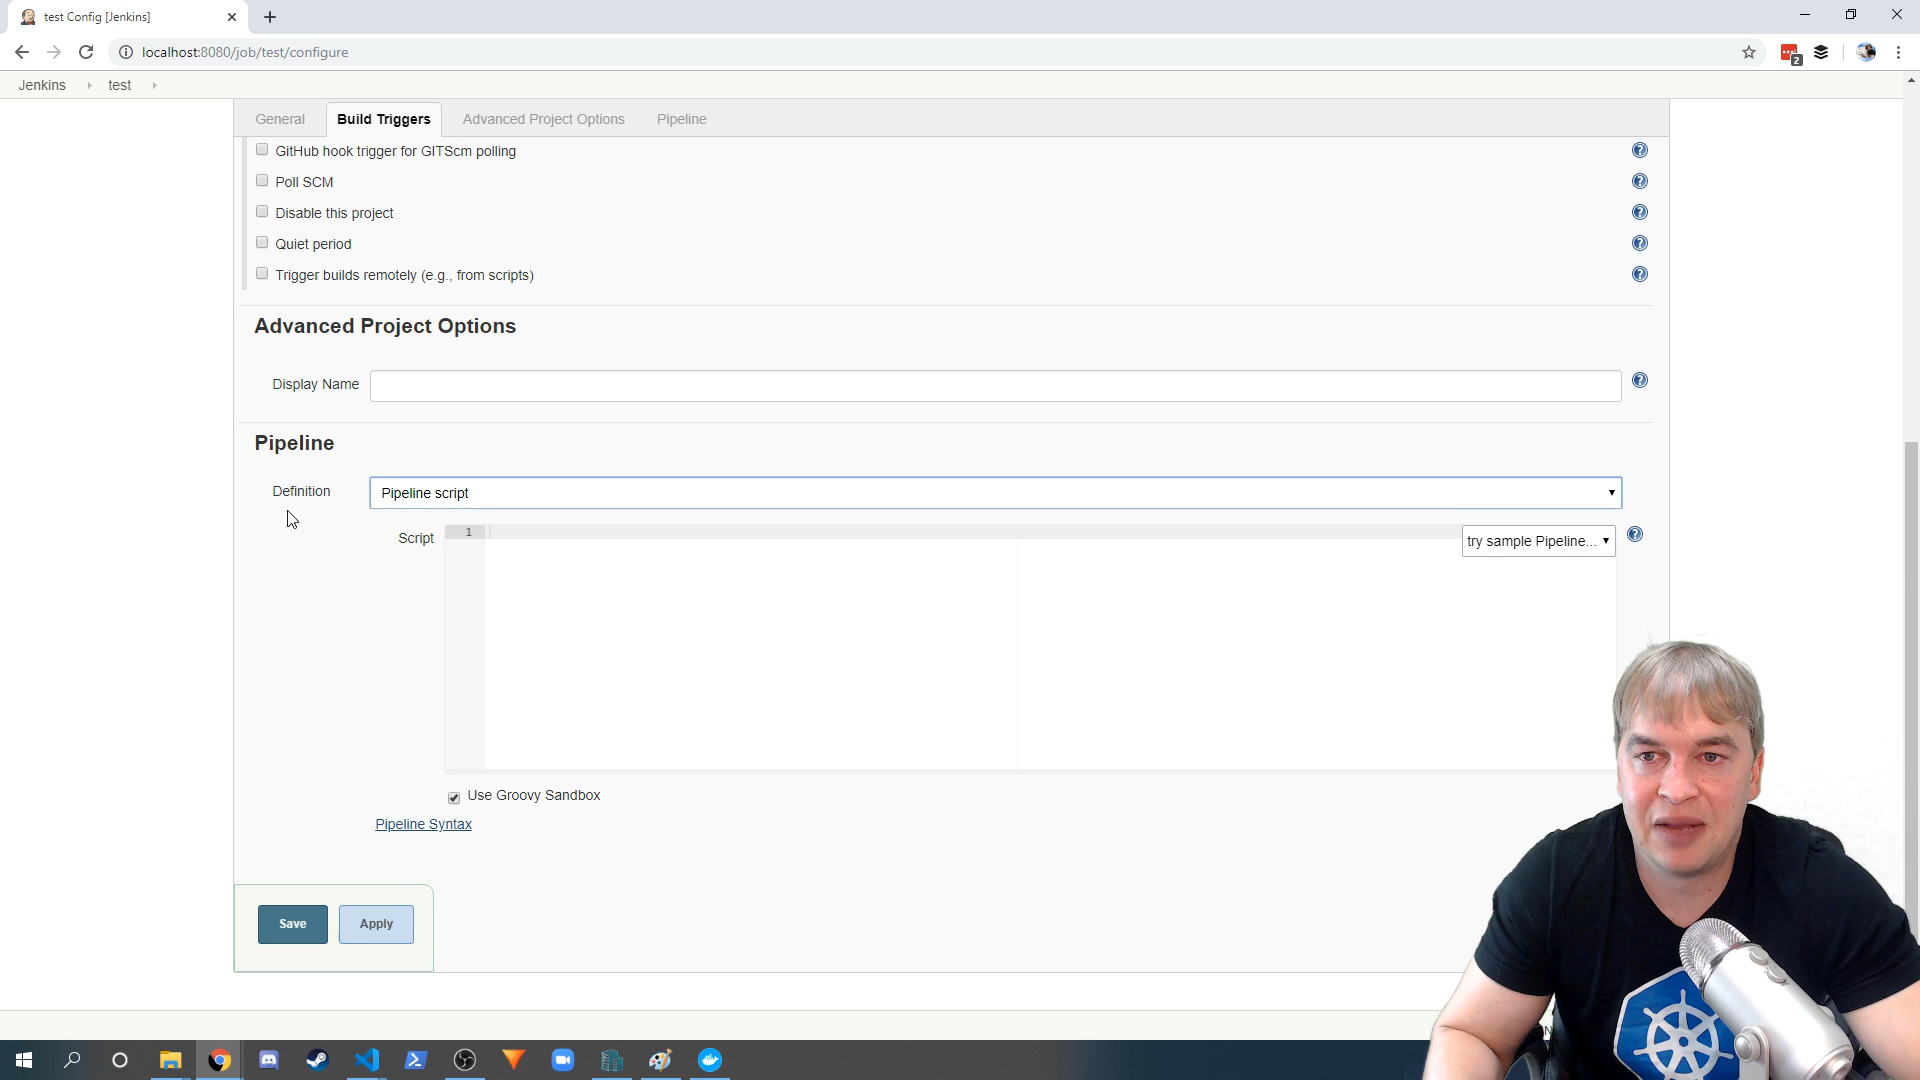 test Config [Jenkins]
localhost:8080/job/test/configure
2
Jenkins
test
General
Build Triggers
Advanced Project Options
Pipeline
GitHub hook trigger for GITScm polling
Poll SCM
Disable this project
Quiet period
Trigger builds remotely (e.g., from scripts)
Advanced Project Options
Display Name
Pipeline
Definition
Pipeline script
Script
1
try sample Pipeline...
Use Groovy Sandbox
Pipeline Syntax
Save
Apply